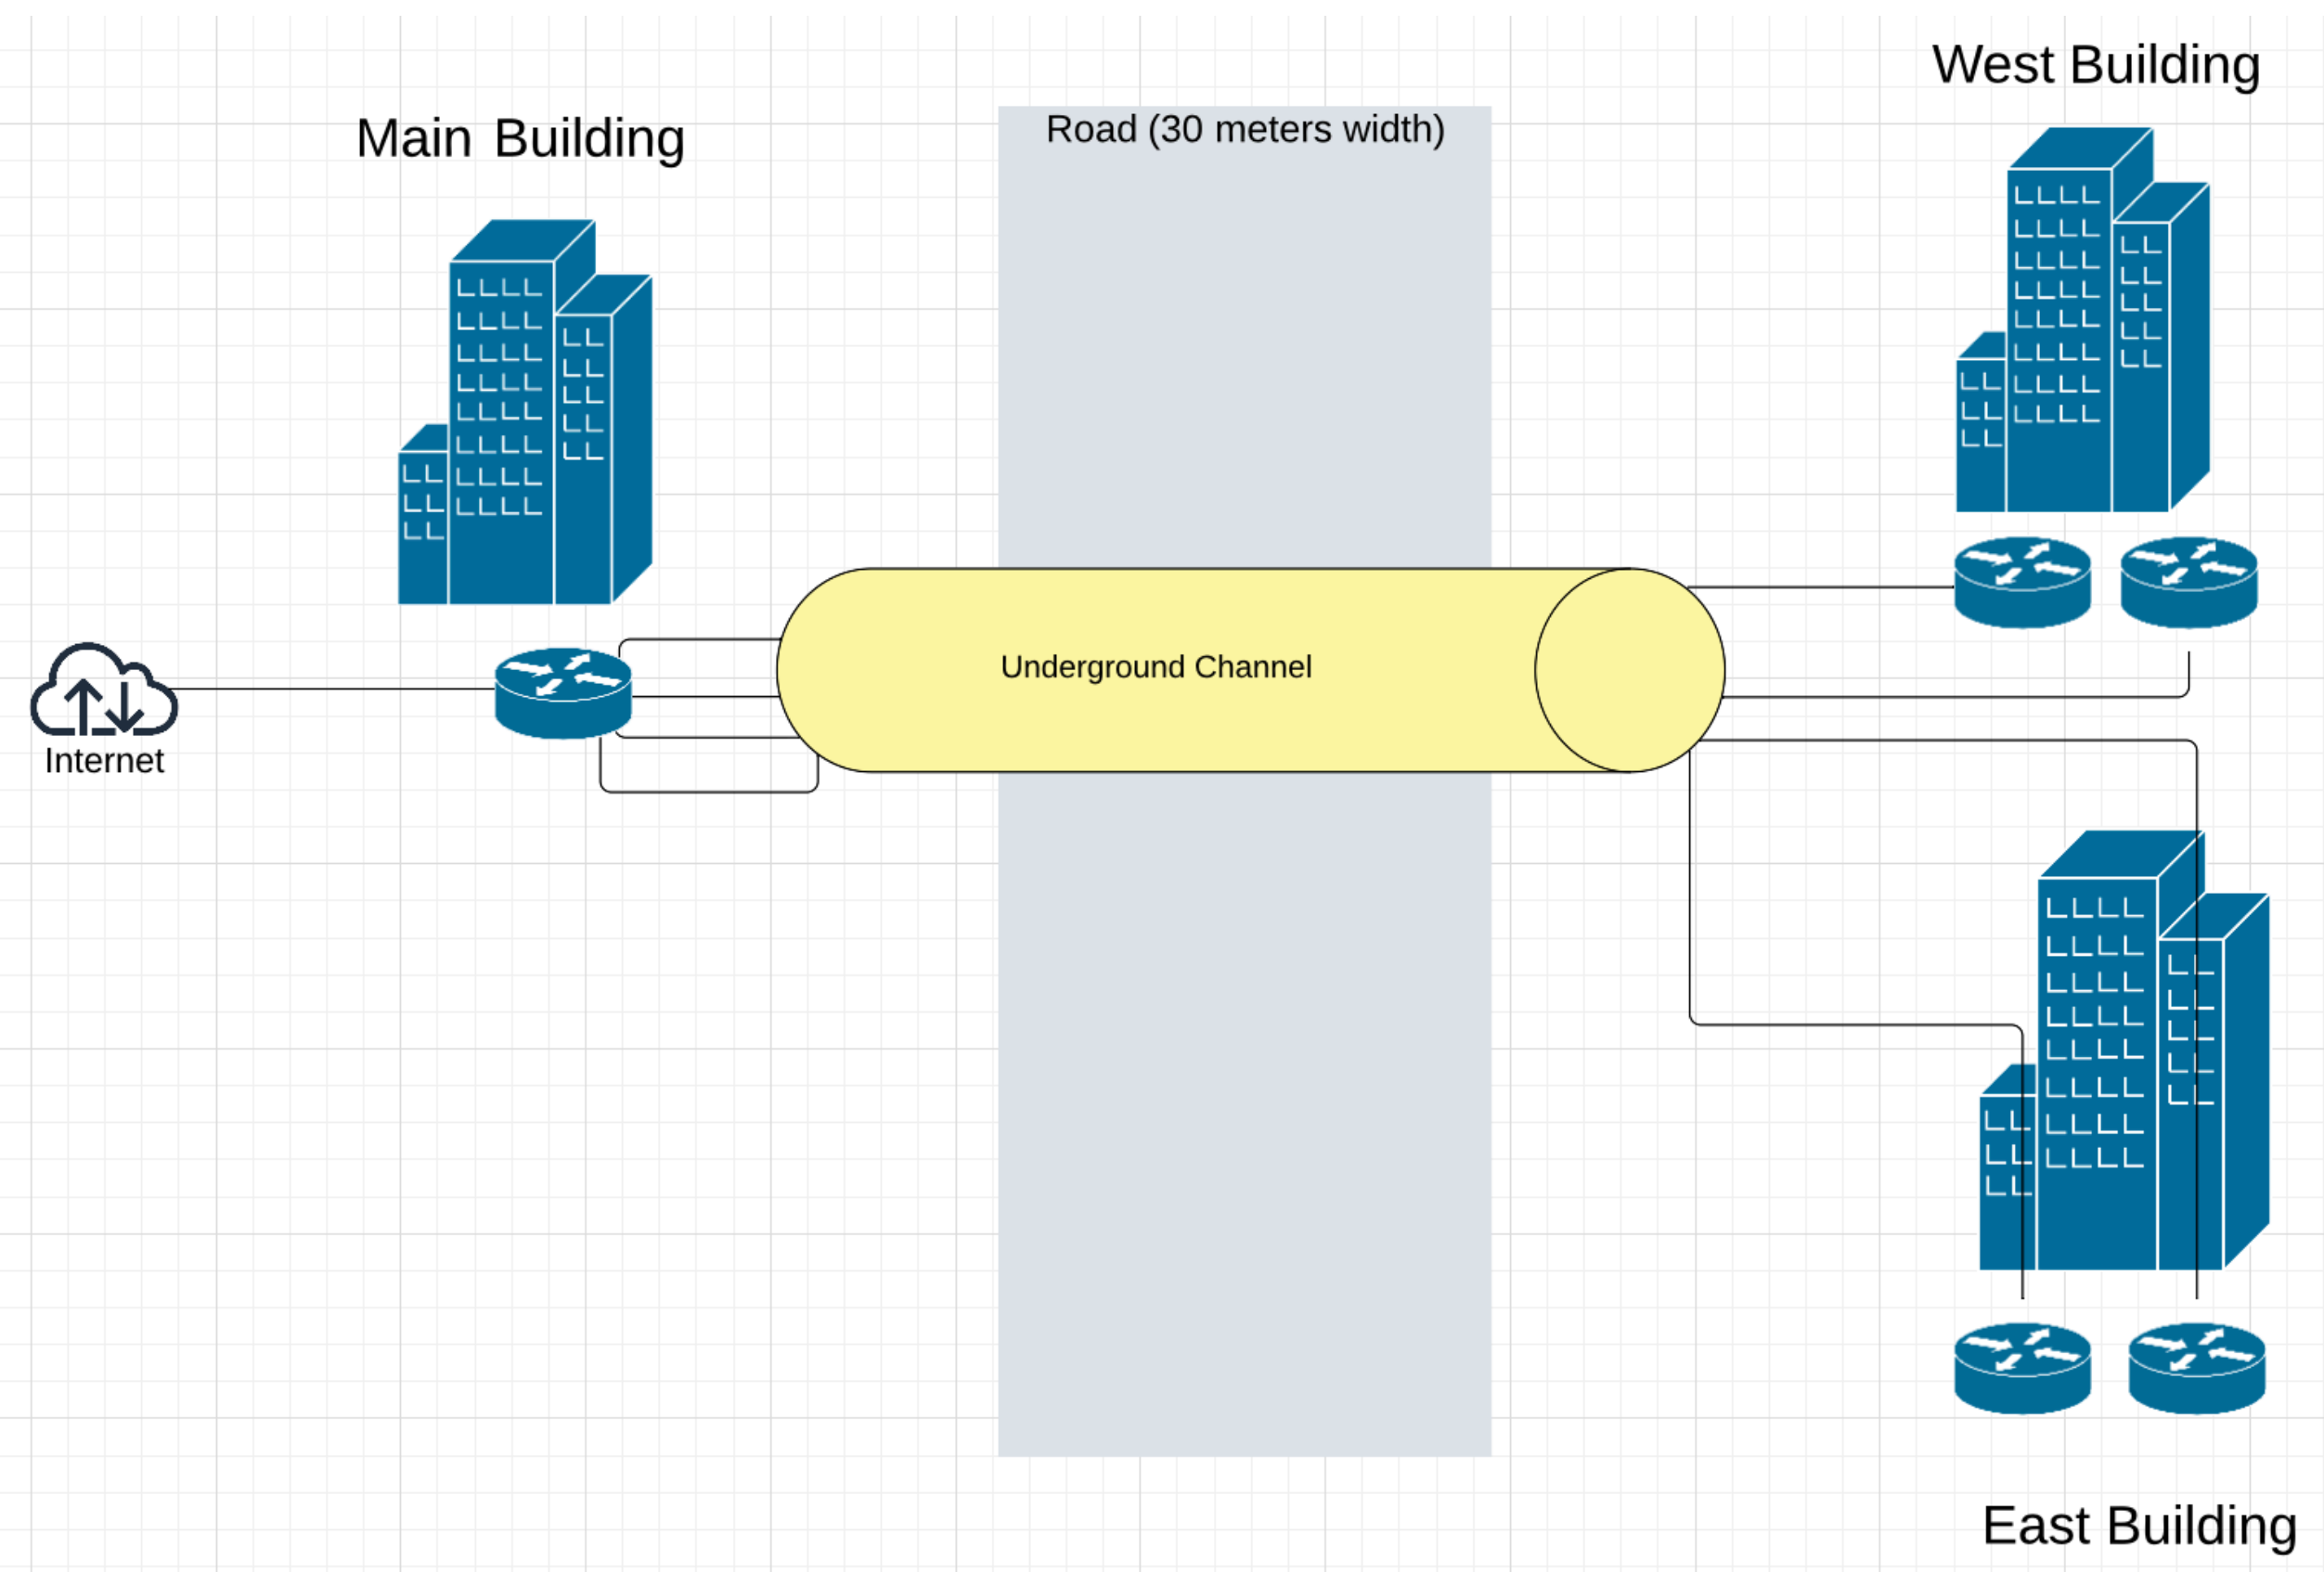 West Building
Main Building
Road (30 meters width)
Underground Channel
Internet
East Building